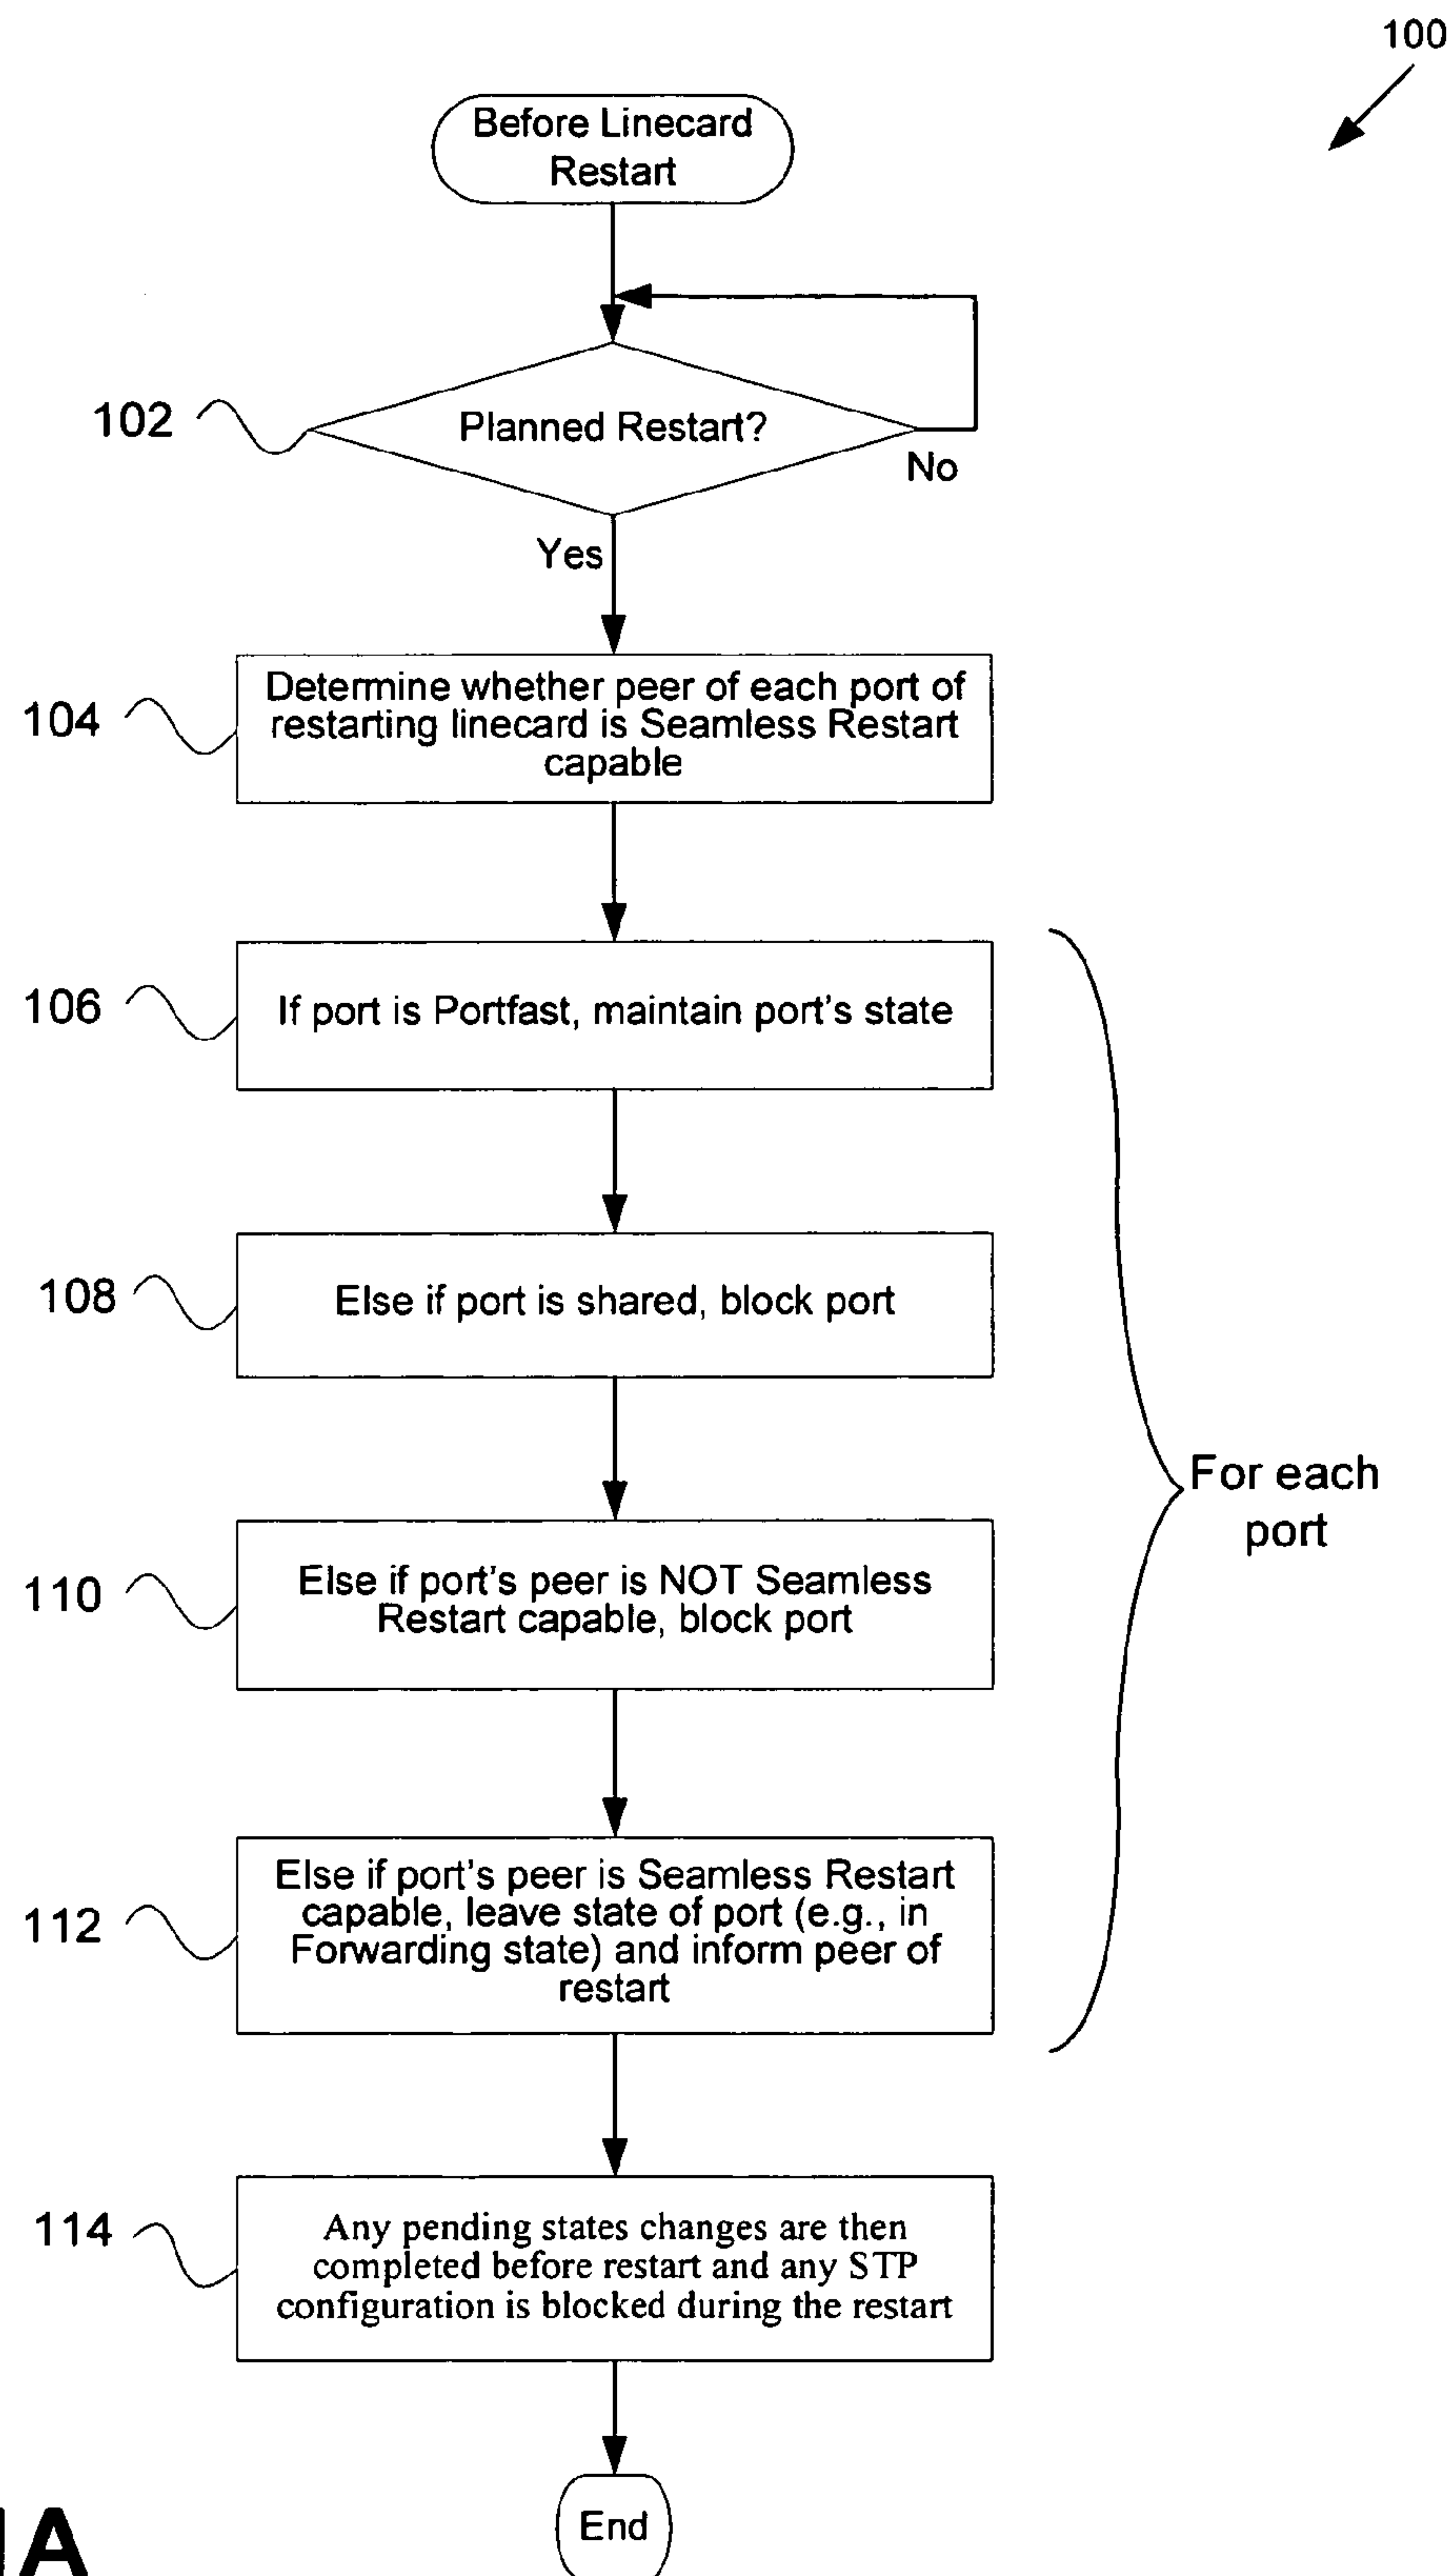 100
Before Linecard
Restart
102
Planned Restart?
No
Yes
104
Determine whether peer of each port of
restarting linecard is Seamless Restart
capable
106
If port is Portfast, maintain port's state
108
Else if port is shared, block port
For each
port
110
Else if port's peer is NOT Seamless
Restart capable, block port
112
Else if port's peer is Seamless Restart
capable, leave state of port (e.g., in
Forwarding state) and inform peer of
restart
114
Any pending states changes are then
completed before restart and any STP
configuration is blocked during the restart
End